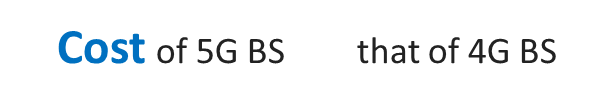 Cost of 5G BS that of 4G BS